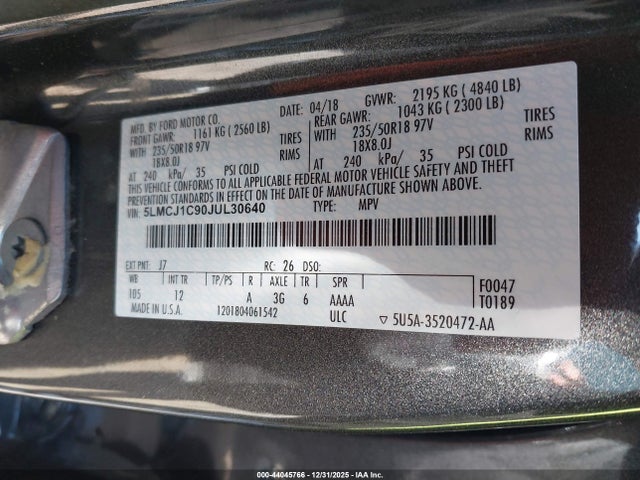 MFD. BY FORD MOTOR CO. DATE: 04/18 GVWR: 2195 KG ( 4840 LB)
FRONT GAWR: 1161 KG ( 2560 LB) REAR GAWR: 1043 KG ( 2300 LB)
WITH 235/50R18 97V TIRES WITH 235/50R18 97V TIRES
18X8.0J RIMS 18X8.0J RIMS
AT 240 kPa/ 35 PSI COLD AT 240 kPa/ 35 PSI COLD
THIS VEHICLE CONFORMS TO ALL APPLICABLE FEDERAL MOTOR VEHICLE SAFETY AND THEFT
PREVENTION STANDARDS IN EFFECT ON THE DATE OF MANUFACTURE SHOWN ABOVE.
VIN: 5LMCJ1C90JUL30640 TYPE: MPV
EXT PNT: J7 RC: 26 DSO:
WB INT TR TP/PS R AXLE TR SPR
105 12 A 3G 6 AAAA
F0047
T0189
MADE IN U.S.A. 1201804061542 ULC ▽ 5U5A-3520472-AA
000-44045766 - 12/31/2025 - IAA Inc.